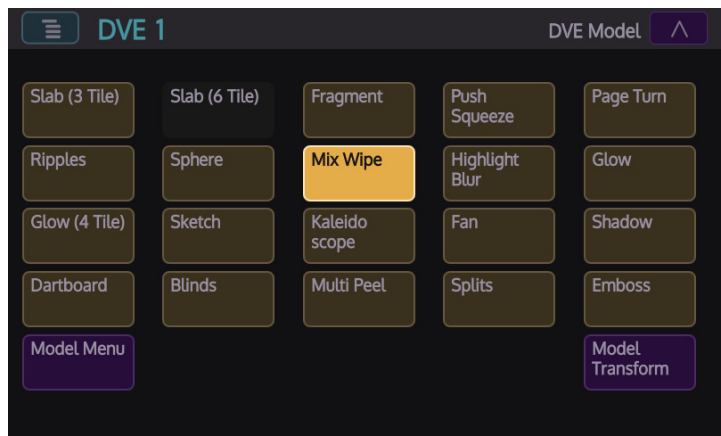 DVE 1
DVE Model
Slab (3 Tile)
Slab (6 Tile)
Fragment
Push
Squeeze
Page Turn
Ripples
Sphere
Mix Wipe
Highlight
Blur
Glow
Glow (4 Tile)
Sketch
Kaleido
scope
Fan
Shadow
Dartboard
Blinds
Multi Peel
Splits
Emboss
Model Menu
Model
Transform